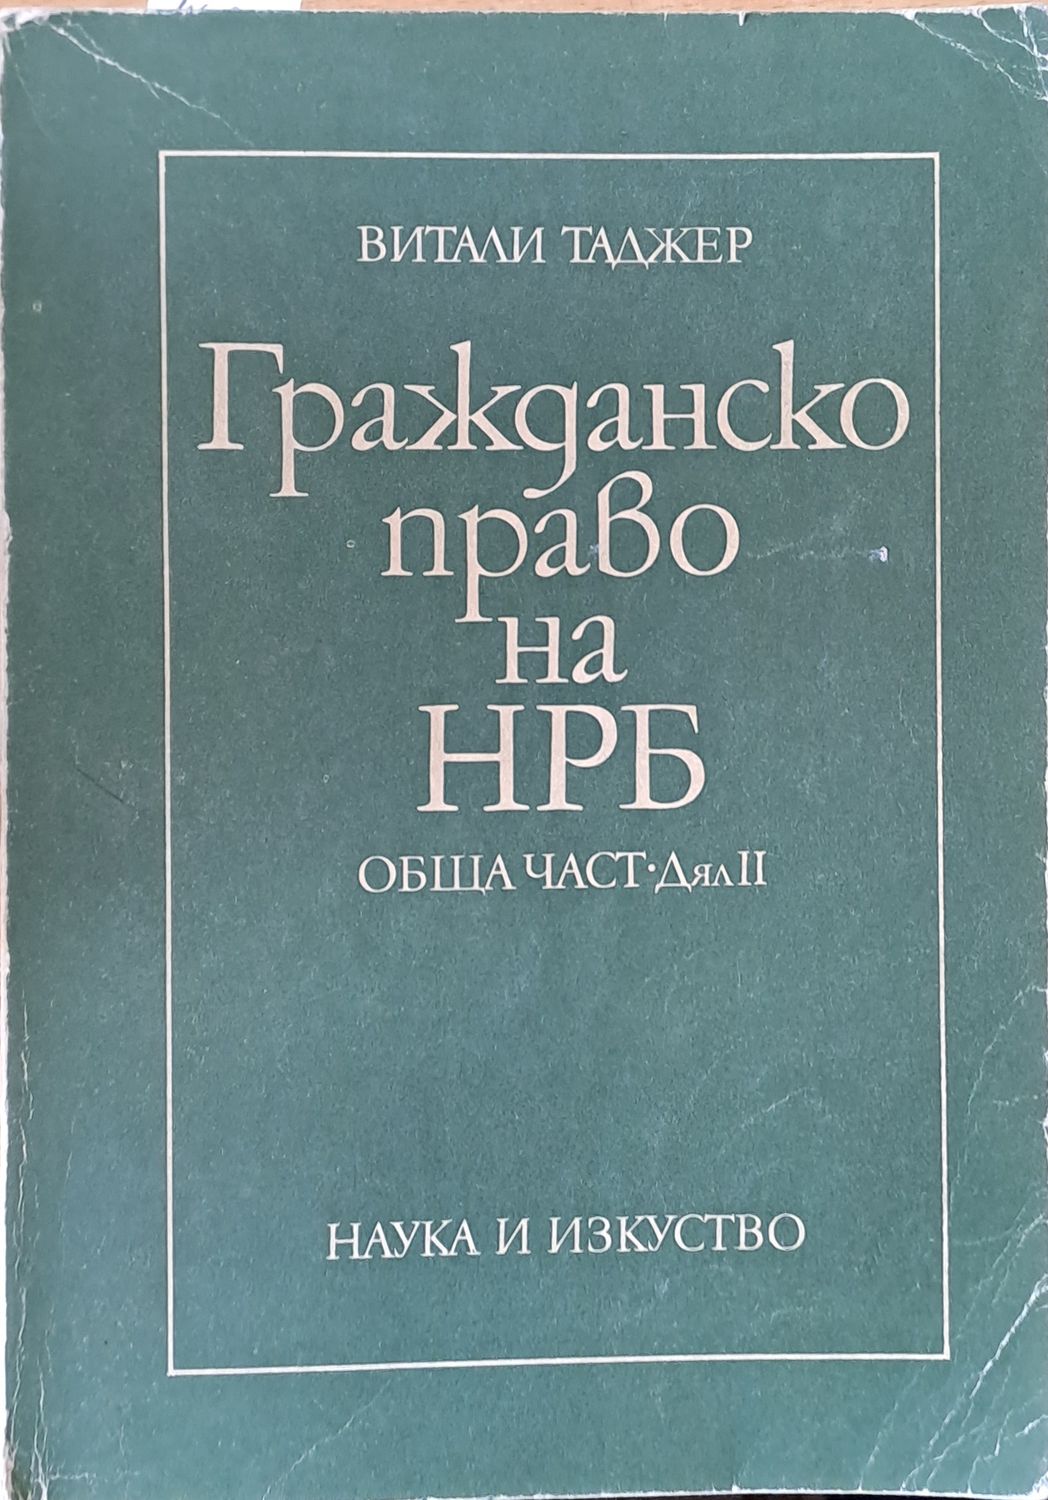 ВИТАЛИ ТАДЖЕР
Гражданско
право
на
НРБ
ОБЩА ЧАСТ·Дял II
НАУКА И ИЗКУСТВО